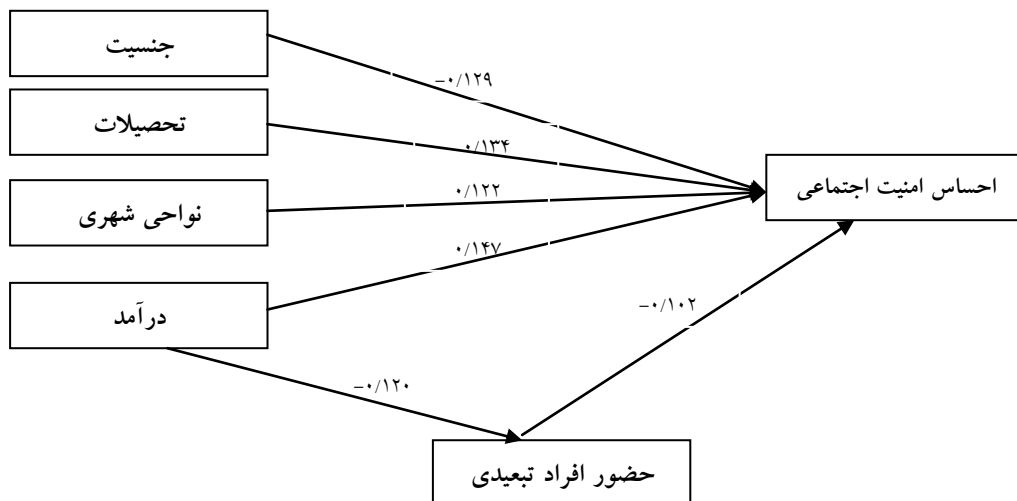 جنسیت
-۰/۱۲۹
تحصیلات
۰/۱۳۴
احساس امنیت اجتماعی
نواحی شهری
۰/۱۲۲
۰/۱۴۷
درآمد
-۰/۱۰۲
-۰/۱۲۰
حضور افراد تبعیدی